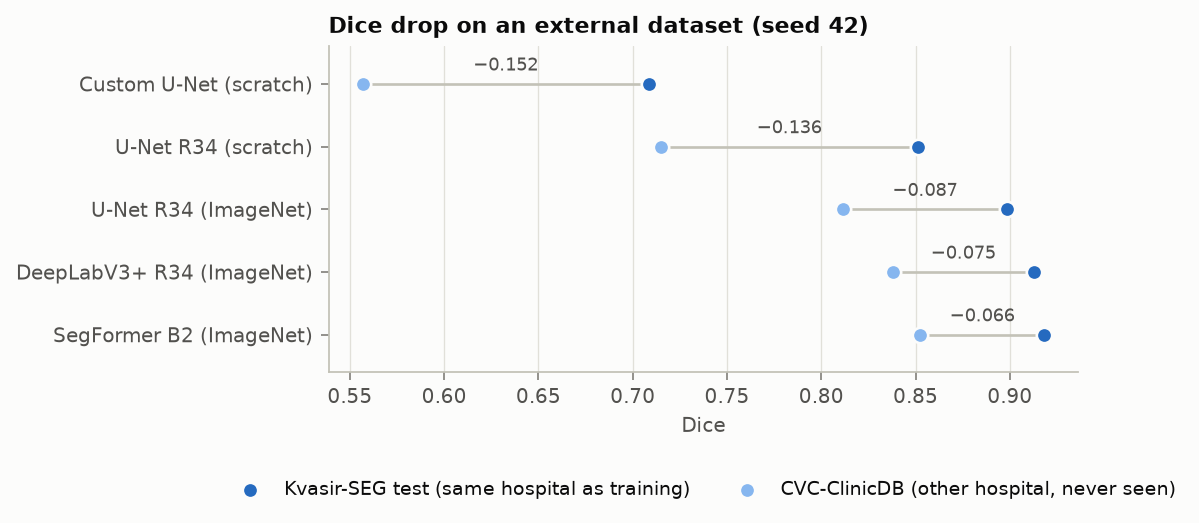 Dice drop on an external dataset (seed 42)
Custom U-Net (scratch)
−0.152
U-Net R34 (scratch)
−0.136
U-Net R34 (ImageNet)
−0.087
DeepLabV3+ R34 (ImageNet)
−0.075
SegFormer B2 (ImageNet)
−0.066
0.55 0.60 0.65 0.70 0.75 0.80 0.85 0.90
Dice
Kvasir-SEG test (same hospital as training) CVC-ClinicDB (other hospital, never seen)